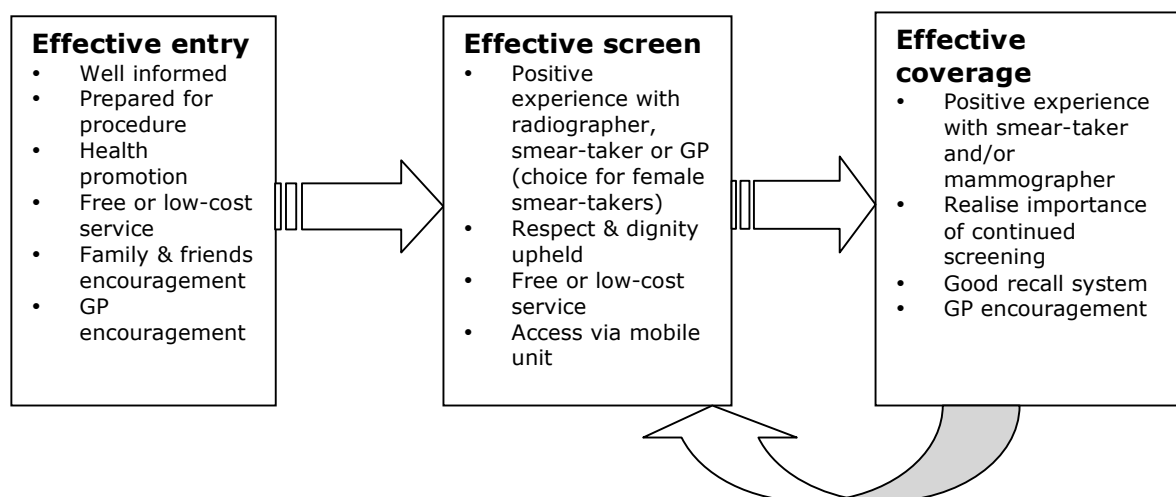 Effective entry
• Well informed
• Prepared for
procedure
• Health
promotion
• Free or low-cost
service
• Family & friends
encouragement
• GP
encouragement
Effective screen
• Positive
experience with
radiographer,
smear-taker or GP
(choice for female
smear-takers)
• Respect & dignity
upheld
• Free or low-cost
service
• Access via mobile
unit
Effective
coverage
• Positive experience
with smear-taker
and/or
mammographer
• Realise importance
of continued
screening
• Good recall system
• GP encouragement